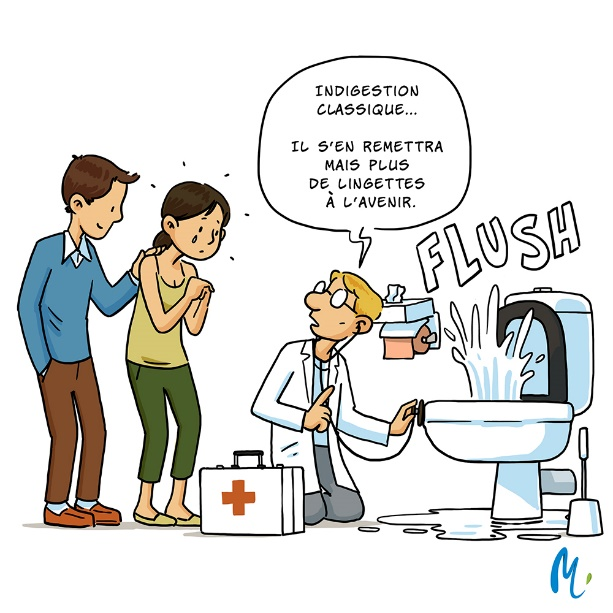 INDIGESTION
CLASSIQUE...
IL S'EN REMETTRA
MAIS PLUS
DE LINGETTES
À L'AVENIR.
FLUSH
M